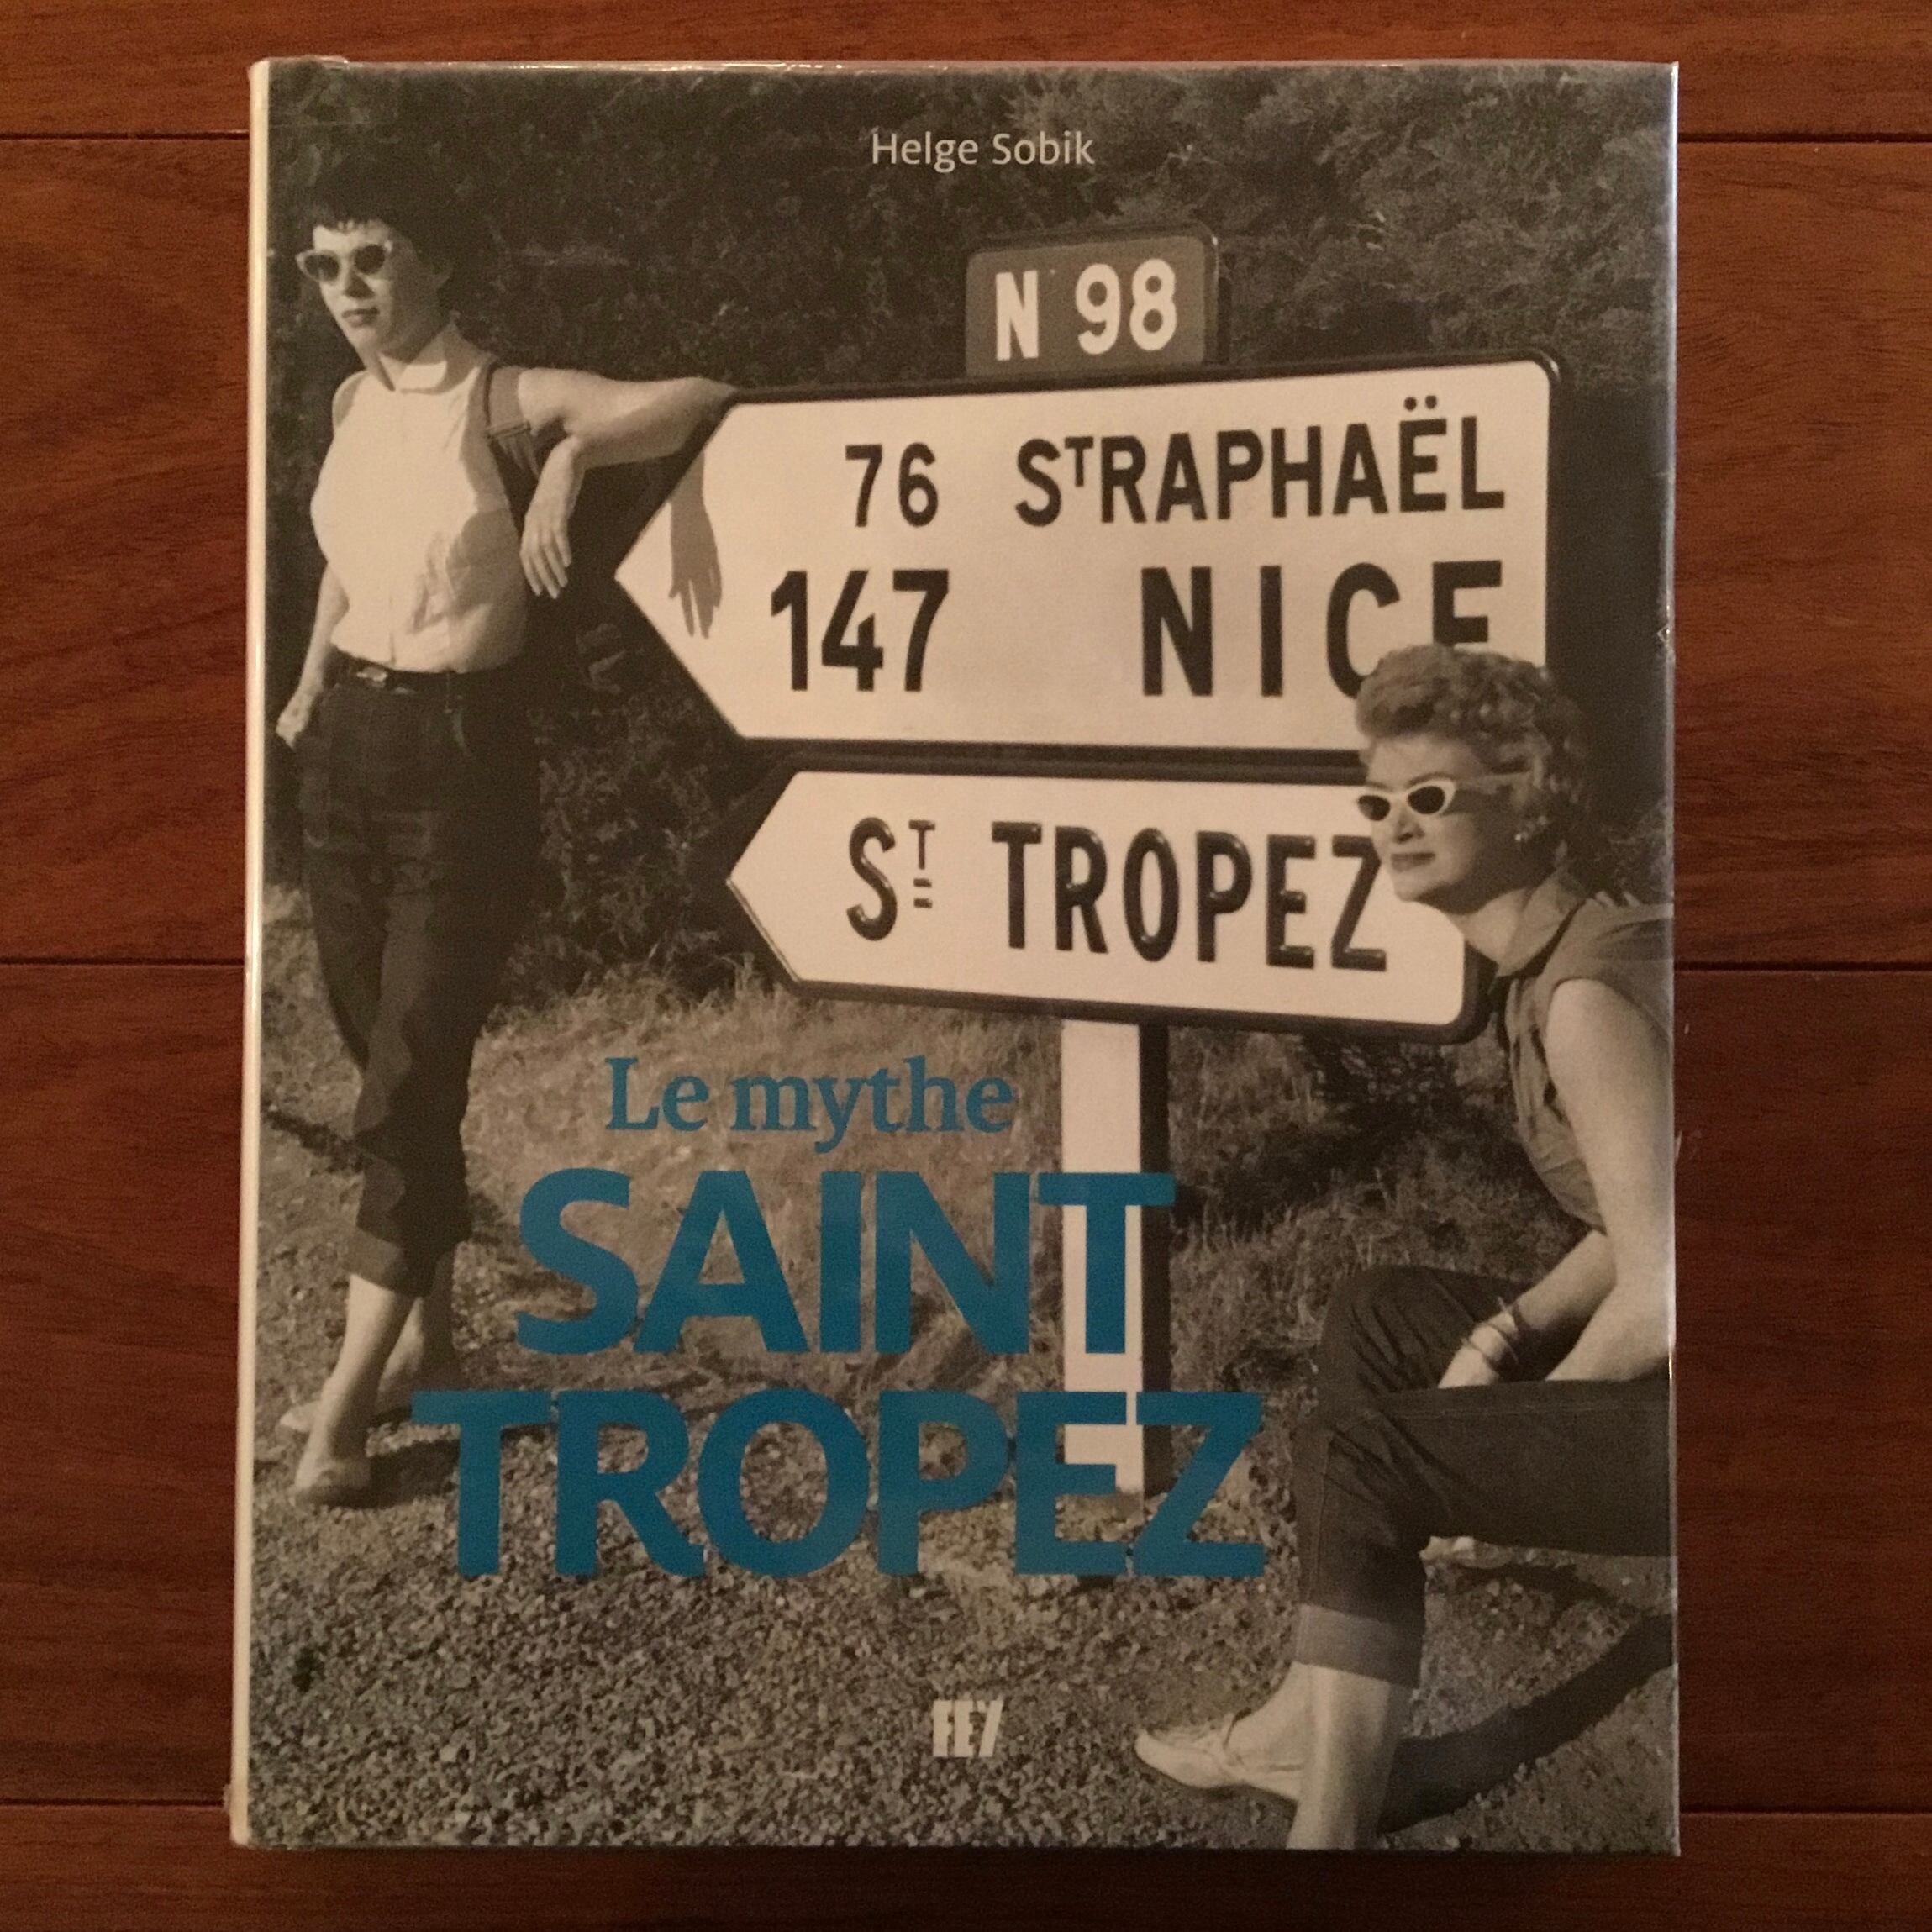 Helge Sobik
N 98
76 STRAPHAËL
147 NICE
ST TROPEZ
Le mythe
SAINT
TROPEZ
FEY